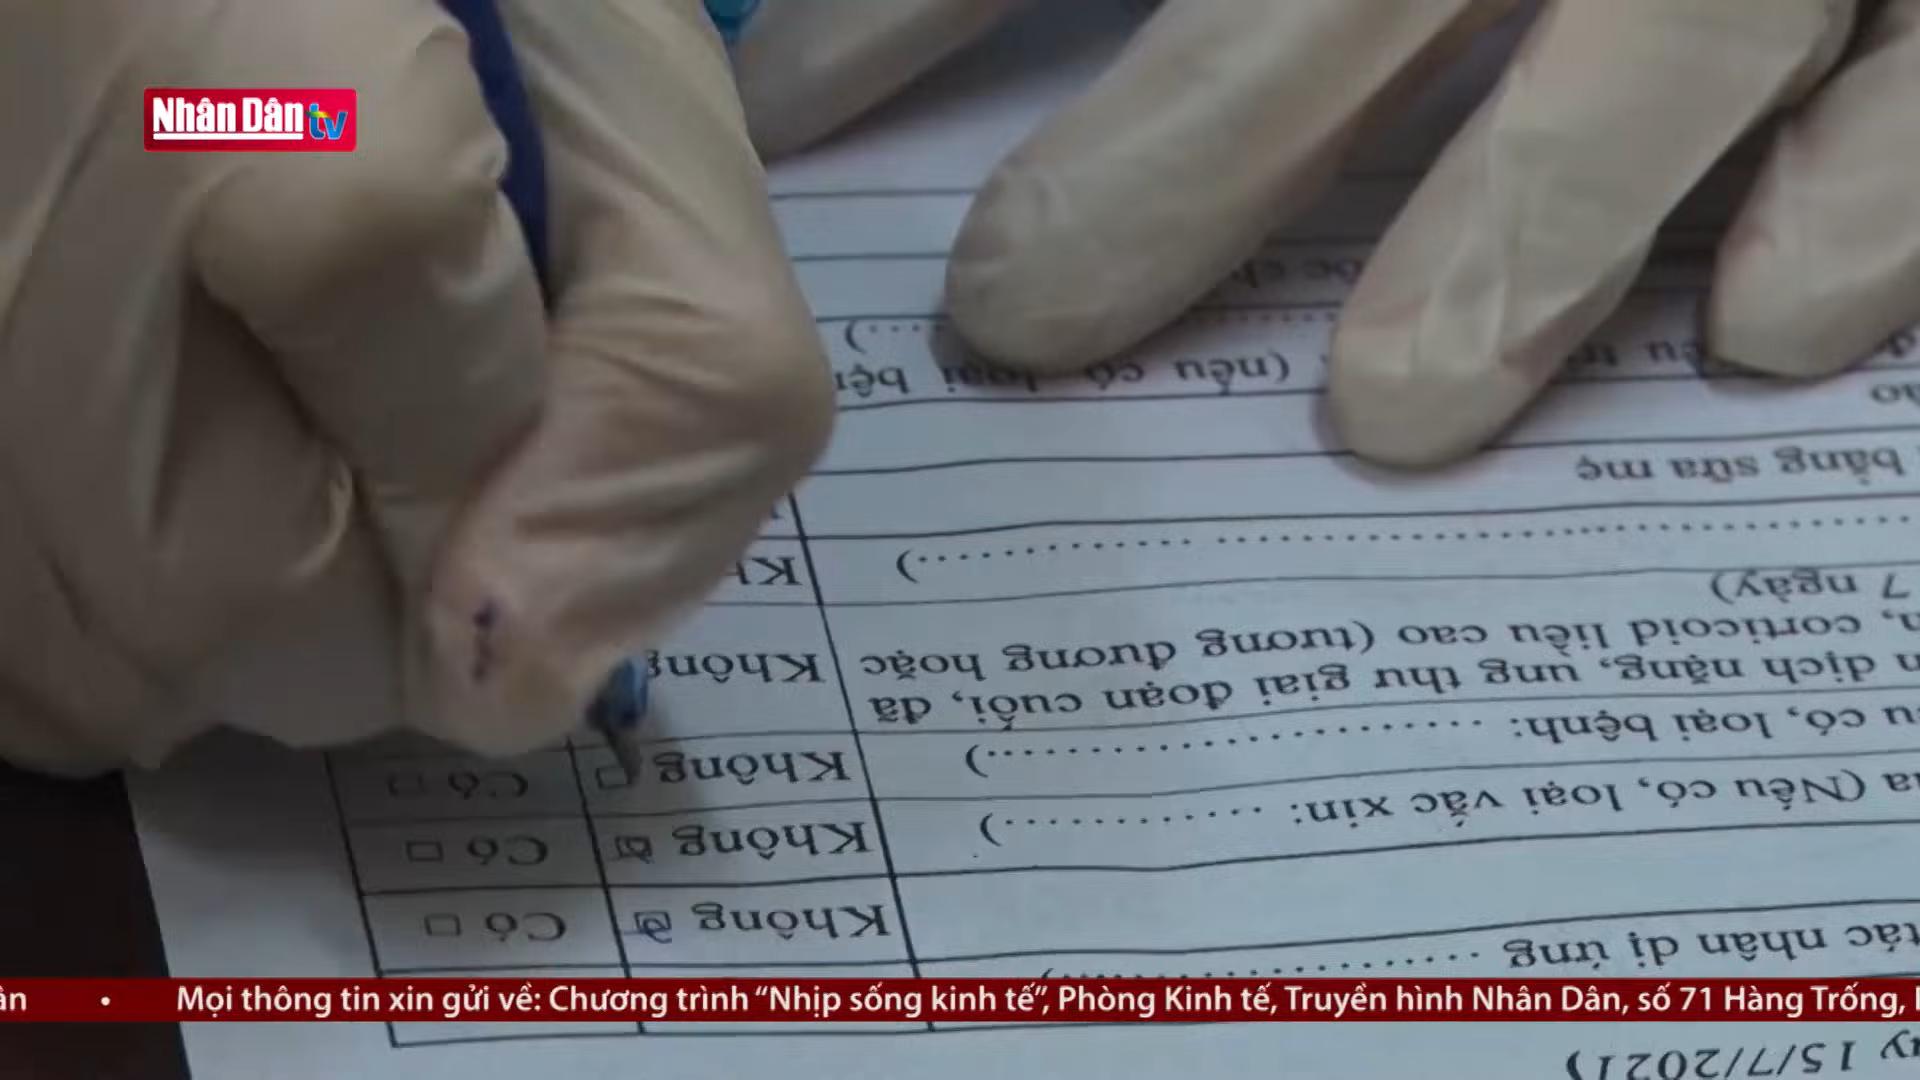 Nhân Dân tv
ân • Mọi thông tin xin gửi về: Chương trình “Nhịp sống kinh tế”, Phòng Kinh tế, Truyền hình Nhân Dân, số 71 Hàng Trống,
15/7/2021)
tác nhân dị ứng ....................)
Không Có
(Nếu có, loại vắc xin: ............)
Không Có
có, loại bệnh: ....................)
Không Có
dịch nặng, ung thư giai đoạn cuối, đã
corticoid liều cao (tương đương hoặc
7 ngày)
Không
....................)
bằng sữa mẹ
(nếu có loại
....)